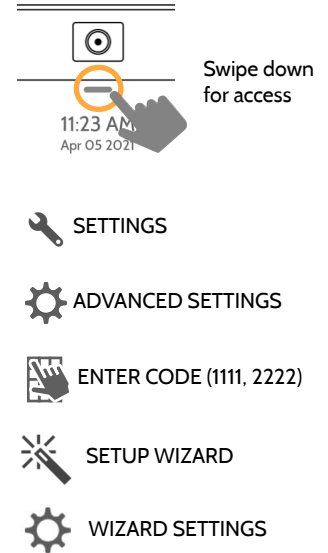 Swipe down
for access
11:23 AM
Apr 05 2021
SETTINGS
ADVANCED SETTINGS
ENTER CODE (1111, 2222)
SETUP WIZARD
WIZARD SETTINGS